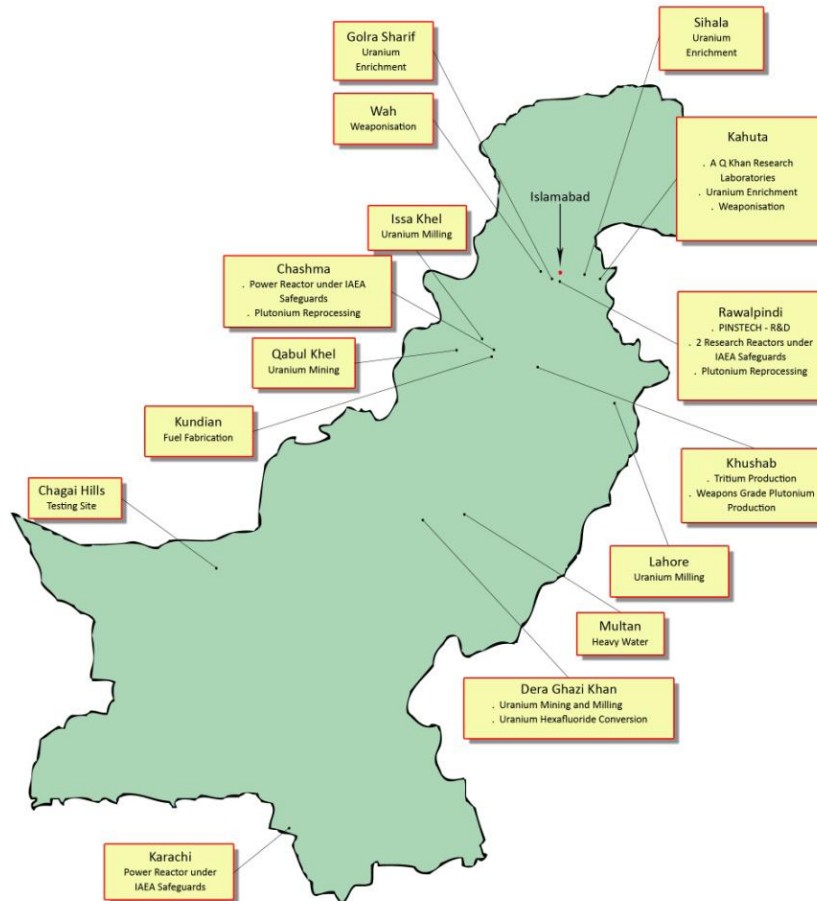 Golra Sharif
Uranium
Enrichment
Sihala
Uranium
Enrichment
Wah
Weaponisation
Kahuta
. A Q Khan Research
Laboratories
. Uranium Enrichment
. Weaponisation
Islamabad
Issa Khel
Uranium Milling
Chashma
. Power Reactor under IAEA
Safeguards
. Plutonium Reprocessing
Rawalpindi
. PINSTECH - R&D
. 2 Research Reactors under
IAEA Safeguards
. Plutonium Reprocessing
Qabul Khel
Uranium Mining
Kundian
Fuel Fabrication
Khushab
. Tritium Production
. Weapons Grade Plutonium
Production
Chagai Hills
Testing Site
Lahore
Uranium Milling
Multan
Heavy Water
Dera Ghazi Khan
. Uranium Mining and Milling
. Uranium Hexafluoride Conversion
Karachi
Power Reactor under
IAEA Safeguards